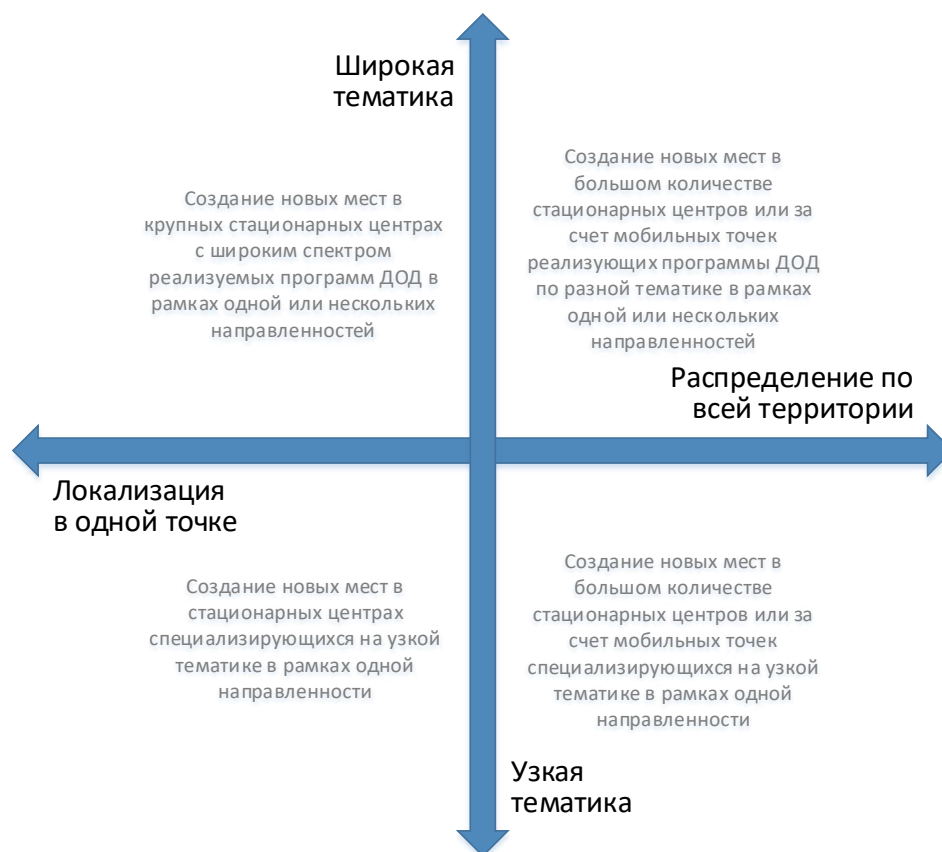 Широкая
тематика
Создание новых мест в
крупных стационарных центрах
с широким спектром
реализуемых программ ДОД в
рамках одной или нескольких
направленностей
Создание новых мест в
большом количестве
стационарных центров или за
счет мобильных точек
реализующих программы ДОД
по разной тематике в рамках
одной или нескольких
направленностей
Распределение по
всей территории
Локализация
в одной точке
Создание новых мест в
стационарных центрах
специализирующихся на узкой
тематике в рамках одной
направленности
Создание новых мест в
большом количестве
стационарных центров или за
счет мобильных точек
специализирующихся на узкой
тематике в рамках одной
направленности
Узкая
тематика